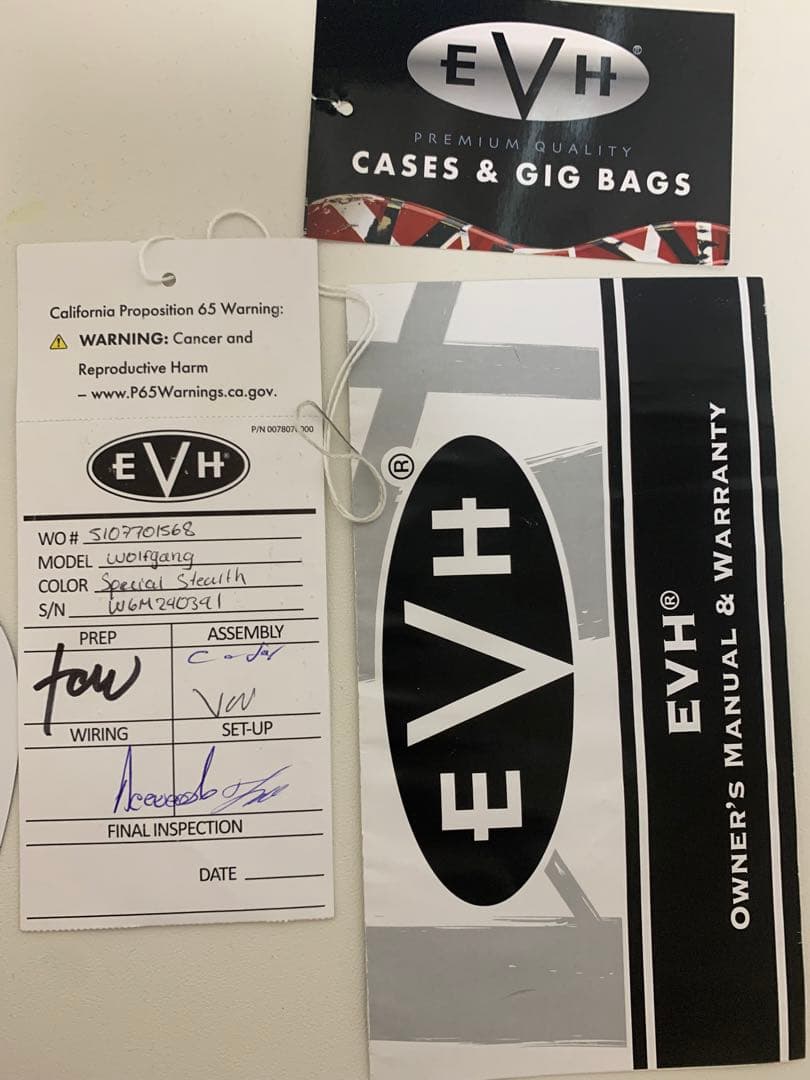 EVH®
PREMIUM QUALITY
CASES & GIG BAGS
California Proposition 65 Warning:
WARNING: Cancer and
Reproductive Harm
– www.P65Warnings.ca.gov.
P/N
EVH®
WO # 5107701568
MODEL Wolfgang
COLOR Special Stealth
S/N WGM240391
PREP
ASSEMBLY
WIRING
SET-UP
FINAL INSPECTION
DATE
EVH®
EVH®
OWNER'S MANUAL & WARRANTY